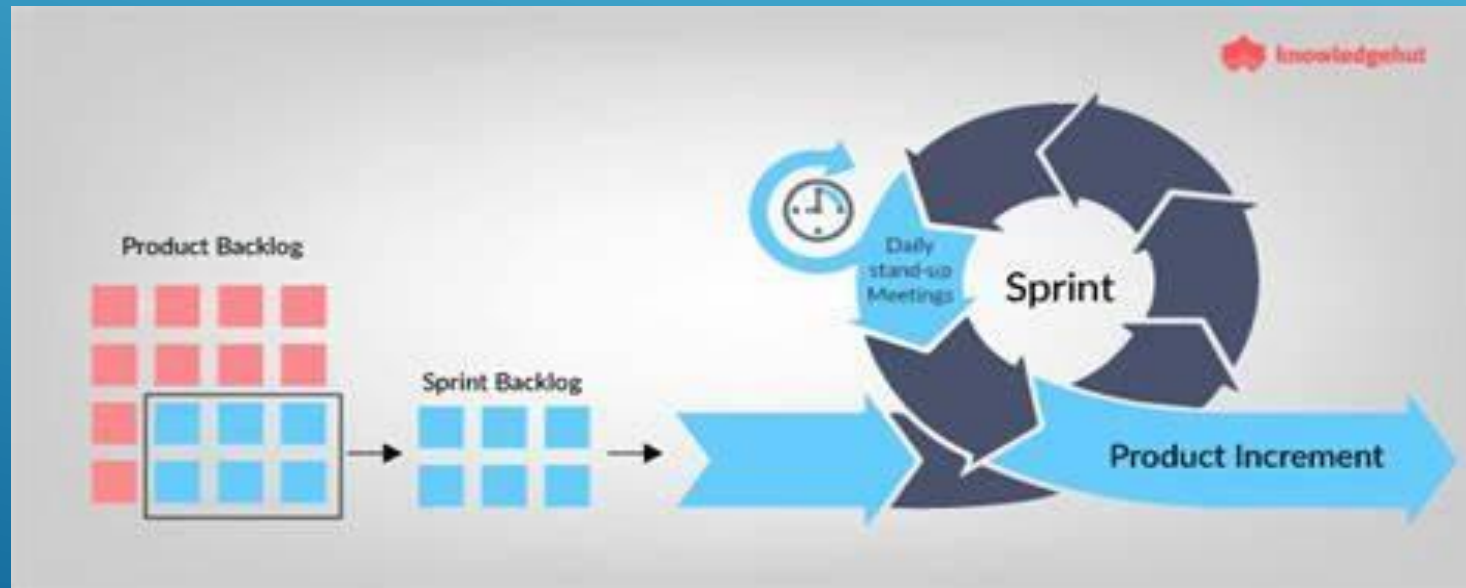 knowledgehut
Product Backlog
Sprint Backlog
Daily
stand-up
Meetings
Sprint
Product Increment